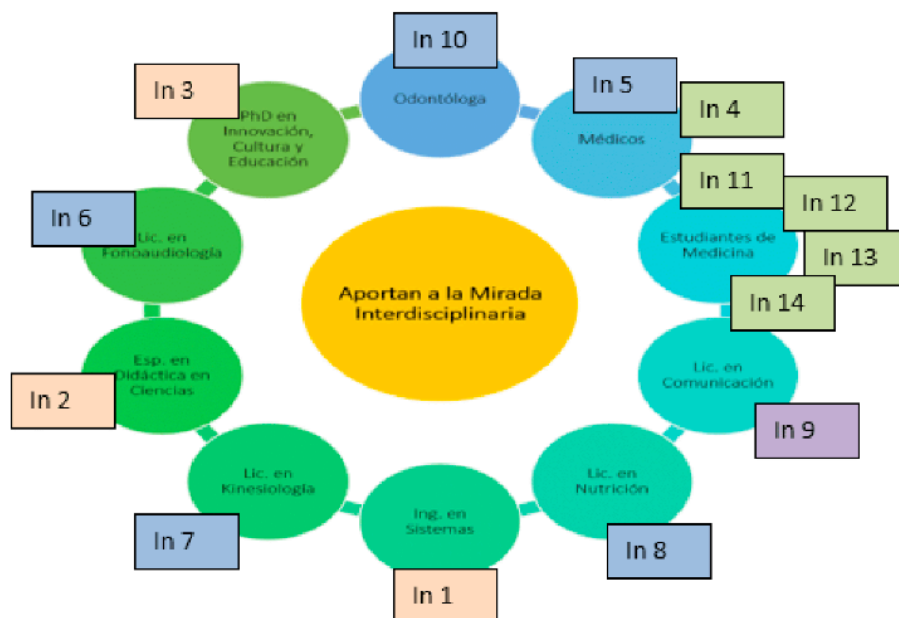 In 10
Odontóloga
In 5
In 4
Médicos
In 11
In 12
Estudiantes de
Medicina
In 13
In 14
Lic. en
Comunicación
In 9
Lic. en
Nutrición
In 8
Ing. en
Sistemas
In 1
Lic. en
Kinesiología
In 7
Esp. en
Didáctica en
Ciencias
In 2
In 6
Lic. en
Fonoaudiología
In 3
PhD en
Innovación,
Cultura y
Educación
Aportan a la Mirada
Interdisciplinaria